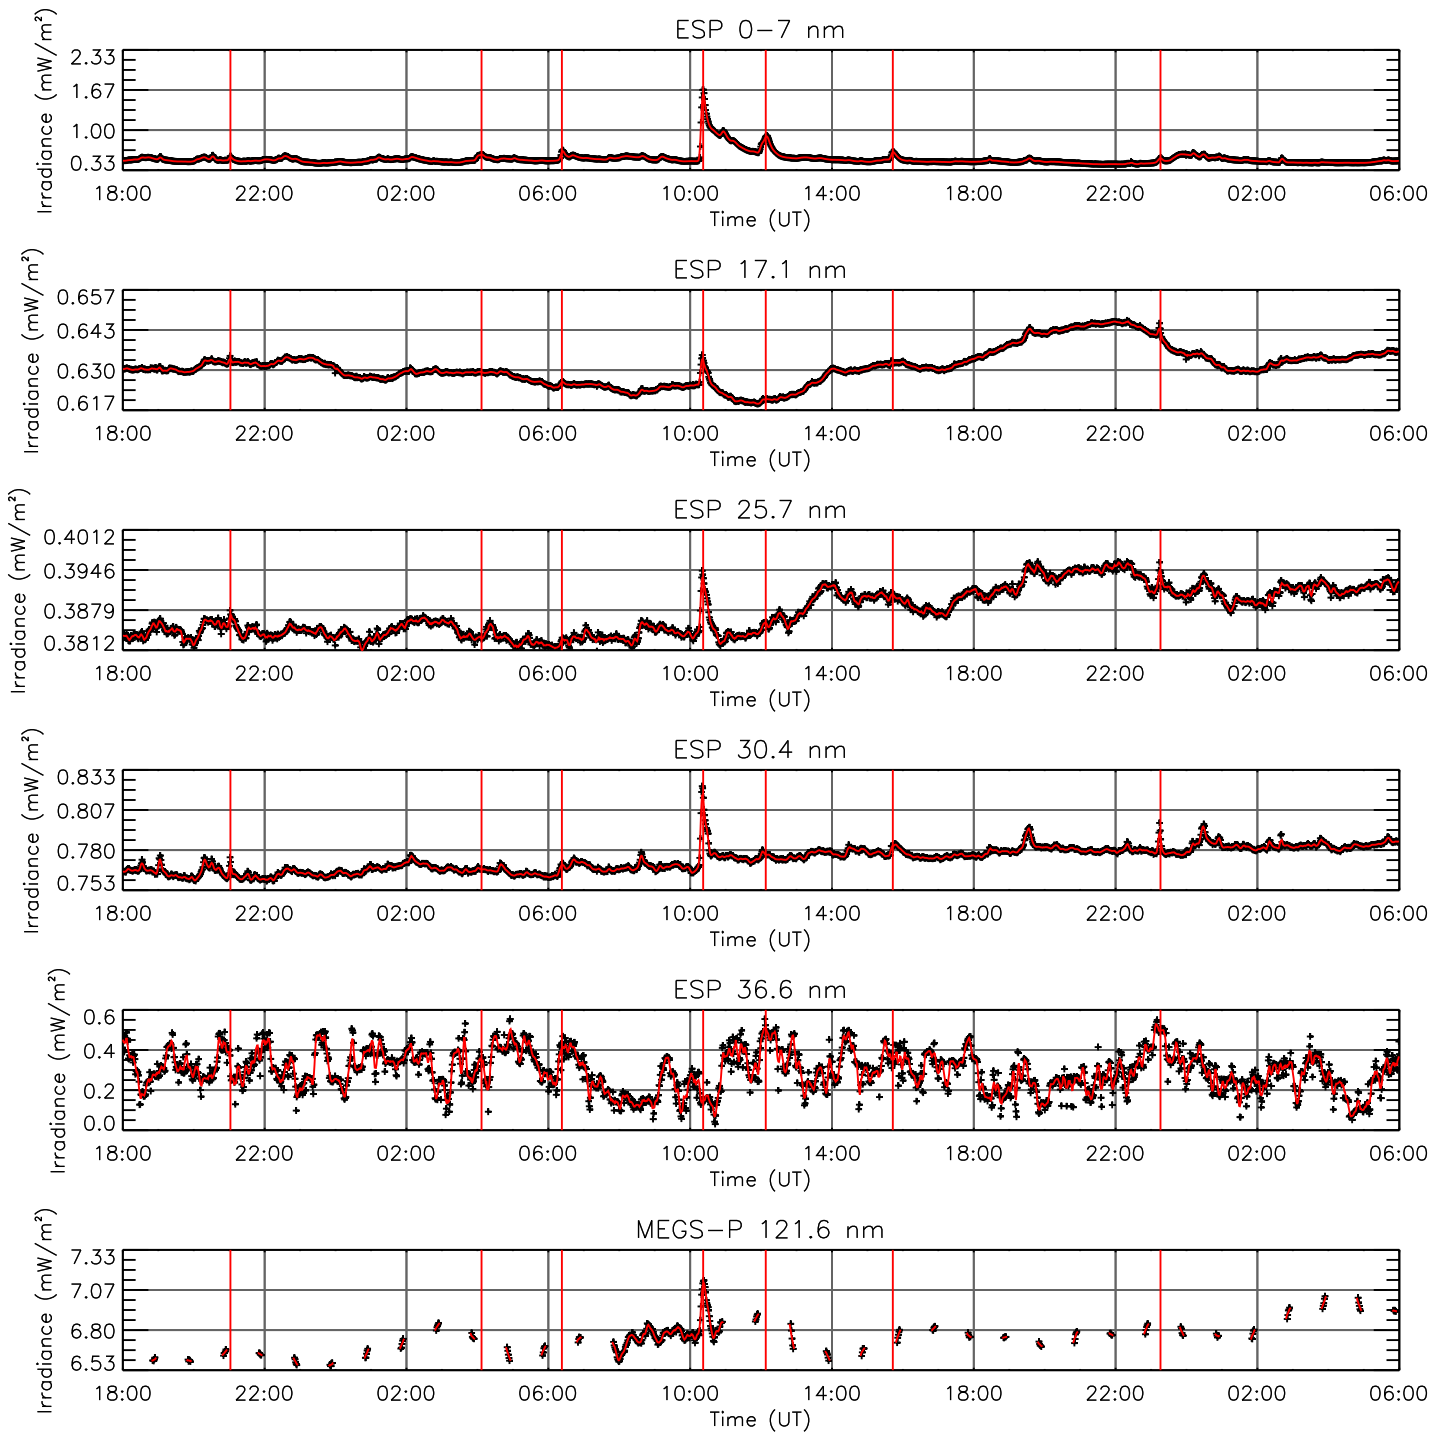 ESP 0-7 nm
Irradiance (mW/m²)
2.33
1.67
1.00
0.33
18:00 22:00 02:00 06:00 10:00 14:00 18:00 22:00 02:00 06:00
Time (UT)
ESP 17.1 nm
Irradiance (mW/m²)
0.657
0.643
0.630
0.617
18:00 22:00 02:00 06:00 10:00 14:00 18:00 22:00 02:00 06:00
Time (UT)
ESP 25.7 nm
Irradiance (mW/m²)
0.4012
0.3946
0.3879
0.3812
18:00 22:00 02:00 06:00 10:00 14:00 18:00 22:00 02:00 06:00
Time (UT)
ESP 30.4 nm
Irradiance (mW/m²)
0.833
0.807
0.780
0.753
18:00 22:00 02:00 06:00 10:00 14:00 18:00 22:00 02:00 06:00
Time (UT)
ESP 36.6 nm
Irradiance (mW/m²)
0.6
0.4
0.2
0.0
18:00 22:00 02:00 06:00 10:00 14:00 18:00 22:00 02:00 06:00
Time (UT)
MEGS-P 121.6 nm
Irradiance (mW/m²)
7.33
7.07
6.80
6.53
18:00 22:00 02:00 06:00 10:00 14:00 18:00 22:00 02:00 06:00
Time (UT)